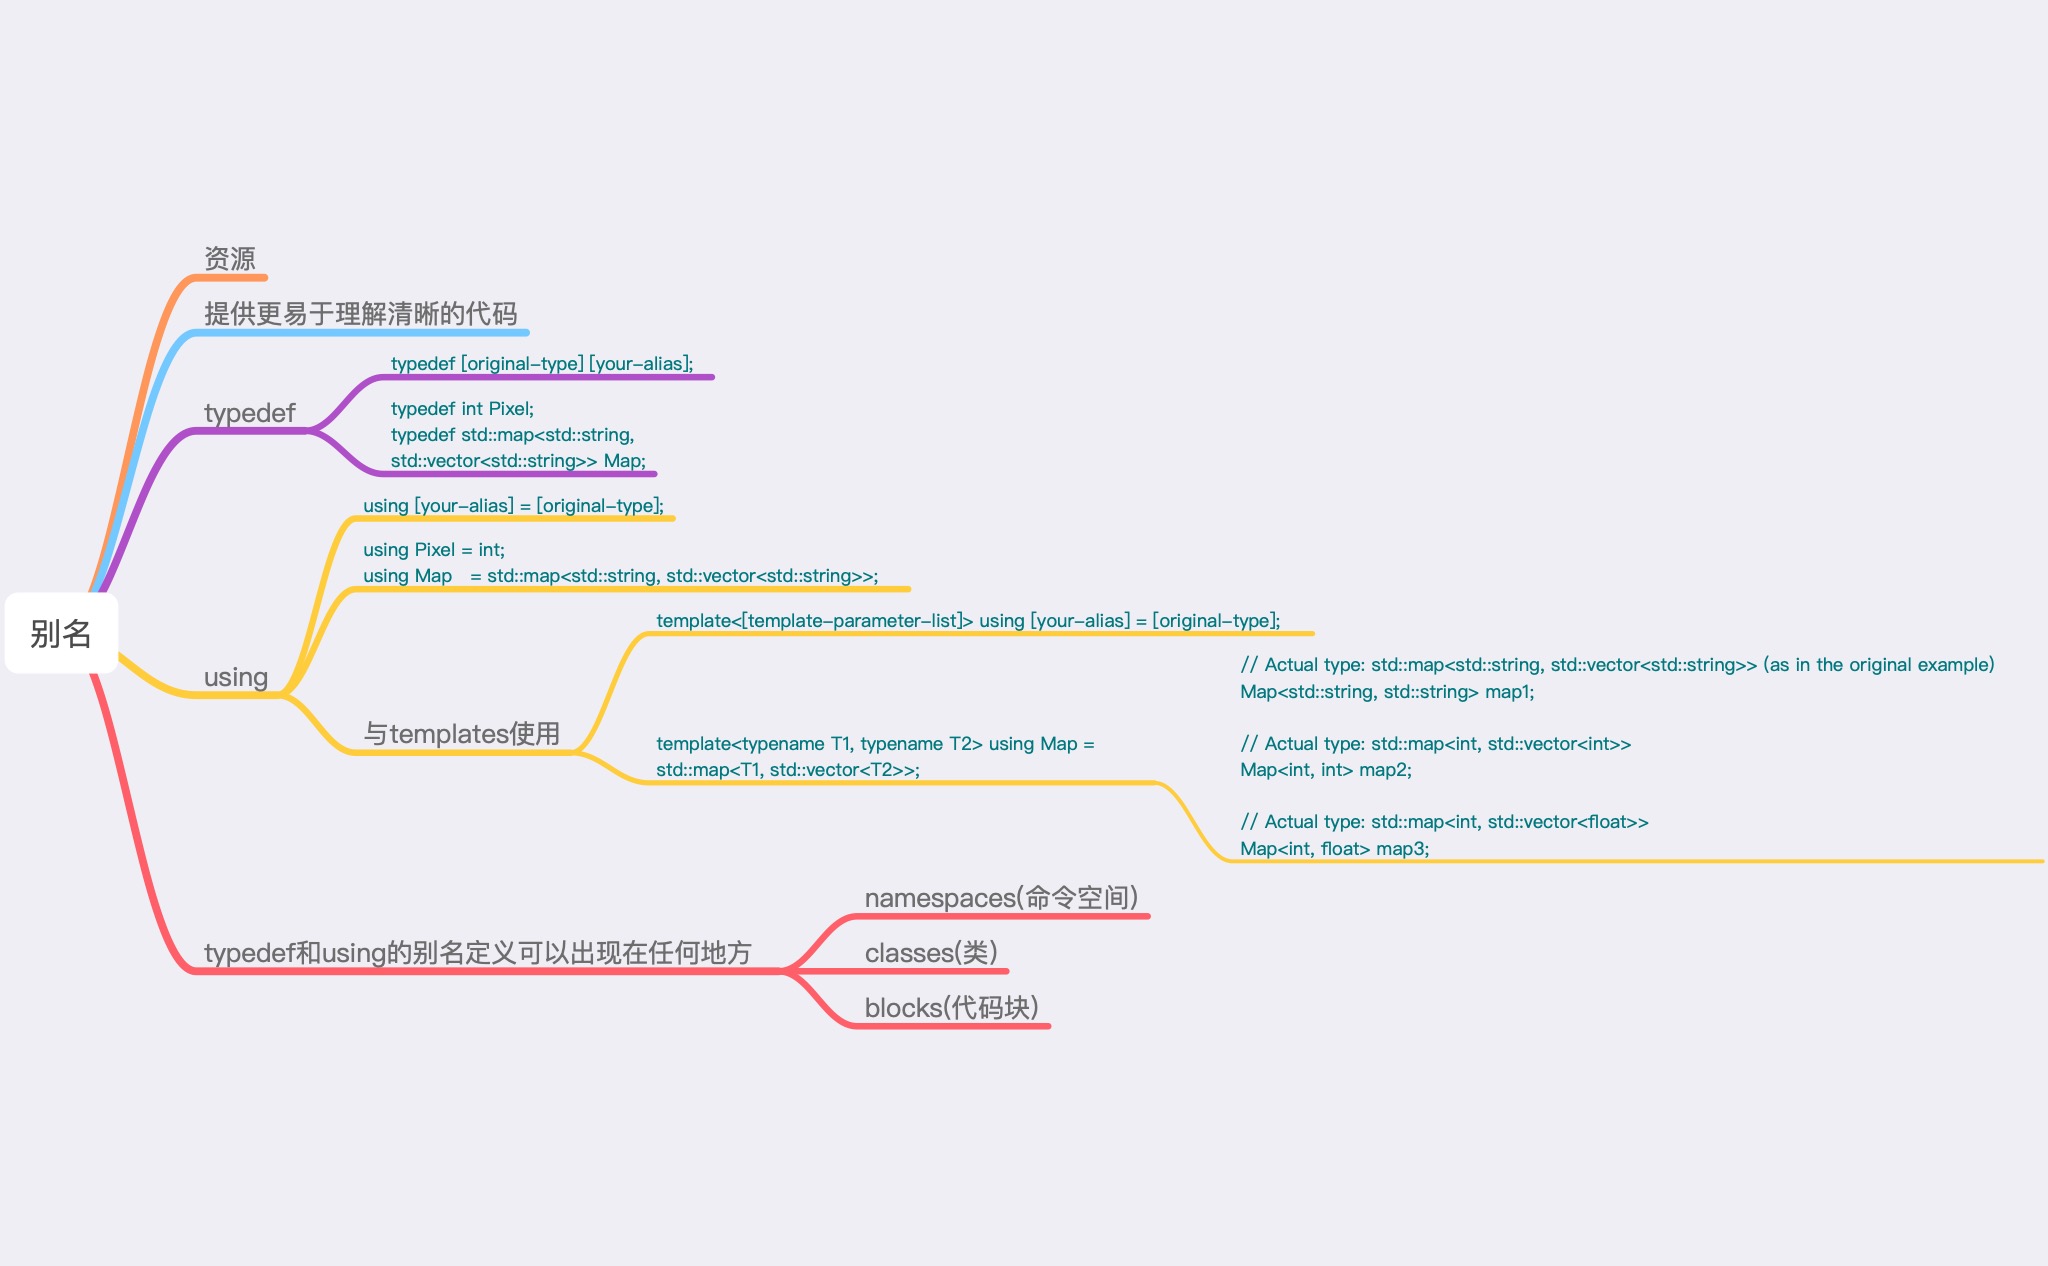 别名
资源
提供更易于理解清晰的代码
typedef
typedef [original-type] [your-alias];
typedef int Pixel;
typedef std::map<std::string,
std::vector<std::string>> Map;
using
using [your-alias] = [original-type];
using Pixel = int;
using Map   = std::map<std::string, std::vector<std::string>>;
与templates使用
template<[template-parameter-list]> using [your-alias] = [original-type];
template<typename T1, typename T2> using Map =
std::map<T1, std::vector<T2>>;
// Actual type: std::map<std::string, std::vector<std::string>> (as in the original example)
Map<std::string, std::string> map1;
// Actual type: std::map<int, std::vector<int>>
Map<int, int> map2;
// Actual type: std::map<int, std::vector<float>>
Map<int, float> map3;
typedef和using的别名定义可以出现在任何地方
namespaces(命令空间)
classes(类)
blocks(代码块)